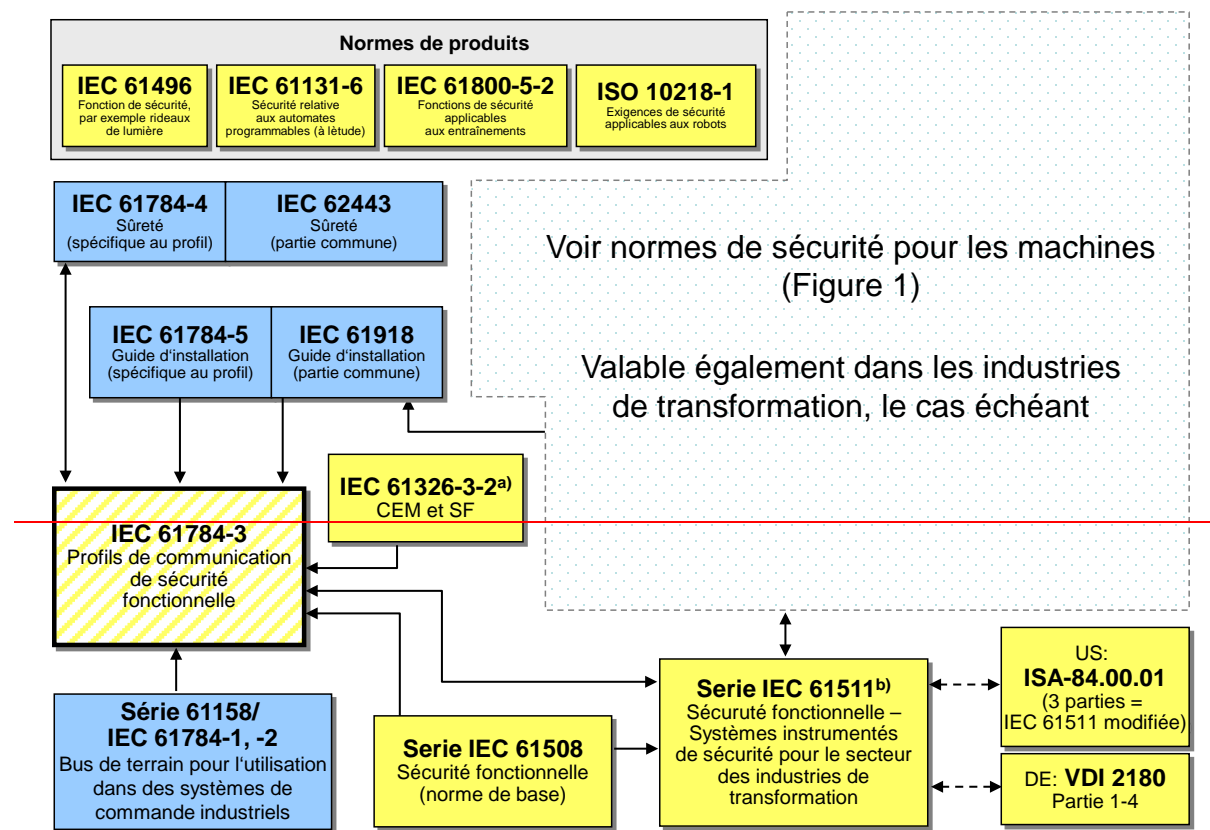 Normes de produits
IEC 61496
Fonction de sécurité,
par exemple rideaux
de lumière
IEC 61131-6
Sécurité relative
aux automates
programmables (à lètude)
IEC 61800-5-2
Fonctions de sécurité
applicables
aux entraînements
ISO 10218-1
Exigences de sécurité
applicables aux robots
IEC 61784-4
Sûreté
(spécifique au profil)
IEC 62443
Sûreté
(partie commune)
Voir normes de sécurité pour les machines
(Figure 1)
Valable également dans les industries
de transformation, le cas échéant
IEC 61784-5
Guide d‘installation
(spécifique au profil)
IEC 61918
Guide d‘installation
(partie commune)
IEC 61326-3-2a)
CEM et SF
IEC 61784-3
Profils de communication
de sécurité
fonctionnelle
Série 61158/
IEC 61784-1, -2
Bus de terrain pour l‘utilisation
dans des systèmes de
commande industriels
Serie IEC 61508
Sécurité fonctionnelle
(norme de base)
Serie IEC 61511b)
Sécuruté fonctionnelle –
Systèmes instrumentés
de sécurité pour le secteur
des industries de
transformation
US:
ISA-84.00.01
(3 parties =
IEC 61511 modifiée)
DE: VDI 2180
Partie 1-4